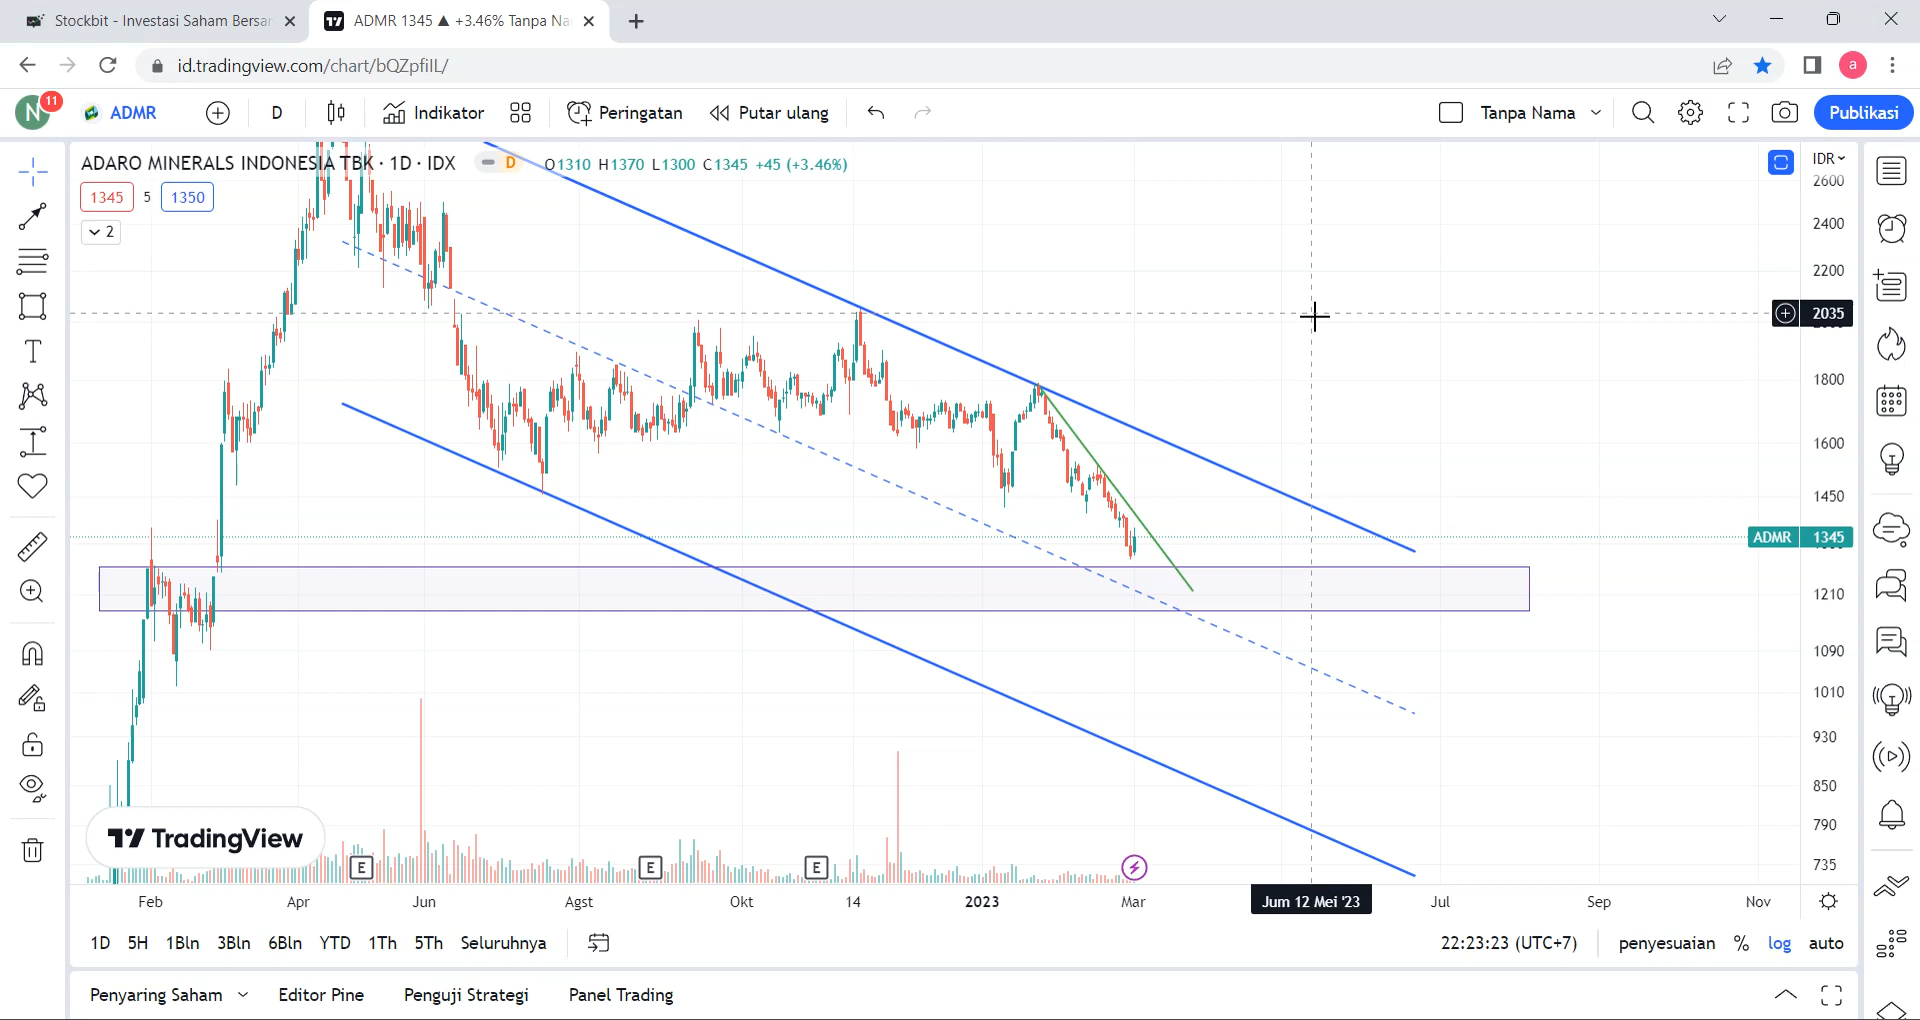 Stockbit - Investasi Saham Bersar
ADMR 1345 ▲ +3.46% Tanpa Na
id.tradingview.com/chart/bQZpfiIL/
a
N 11
ADMR
D
Indikator
Peringatan
Putar ulang
Tanpa Nama
Publikasi
ADARO MINERALS INDONESIA TBK · 1D · IDX
D
O1310 H1370 L1300 C1345 +45 (+3.46%)
1345 5 1350
2
IDR
2600
2400
2200
2035
1800
1600
1450
ADMR 1345
1210
1090
1010
930
850
790
735
TradingView
E
E
E
Feb
Apr
Jun
Agst
Okt
14
2023
Mar
Jum 12 Mei '23
Jul
Sep
Nov
1D 5H 1Bln 3Bln 6Bln YTD 1Th 5Th Seluruhnya
22:23:23 (UTC+7)
penyesuaian % log auto
Penyaring Saham
Editor Pine
Penguji Strategi
Panel Trading